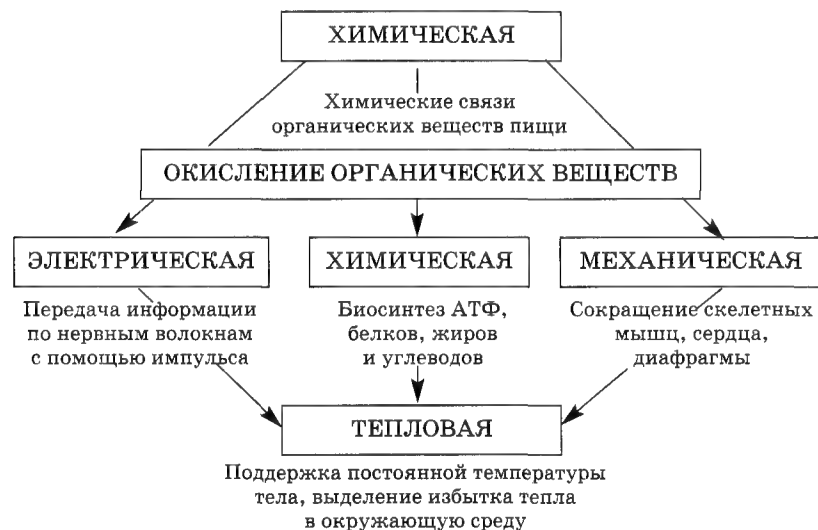 ХИМИЧЕСКАЯ
Химические связи
органических веществ пищи
ОКИСЛЕНИЕ ОРГАНИЧЕСКИХ ВЕЩЕСТВ
ЭЛЕКТРИЧЕСКАЯ
Передача информации
по нервным волокнам
с помощью импульса
ХИМИЧЕСКАЯ
Биосинтез АТФ,
белков, жиров
и углеводов
МЕХАНИЧЕСКАЯ
Сокращение скелетных
мышц, сердца,
диафрагмы
ТЕПЛОВАЯ
Поддержка постоянной температуры
тела, выделение избытка тепла
в окружающую среду